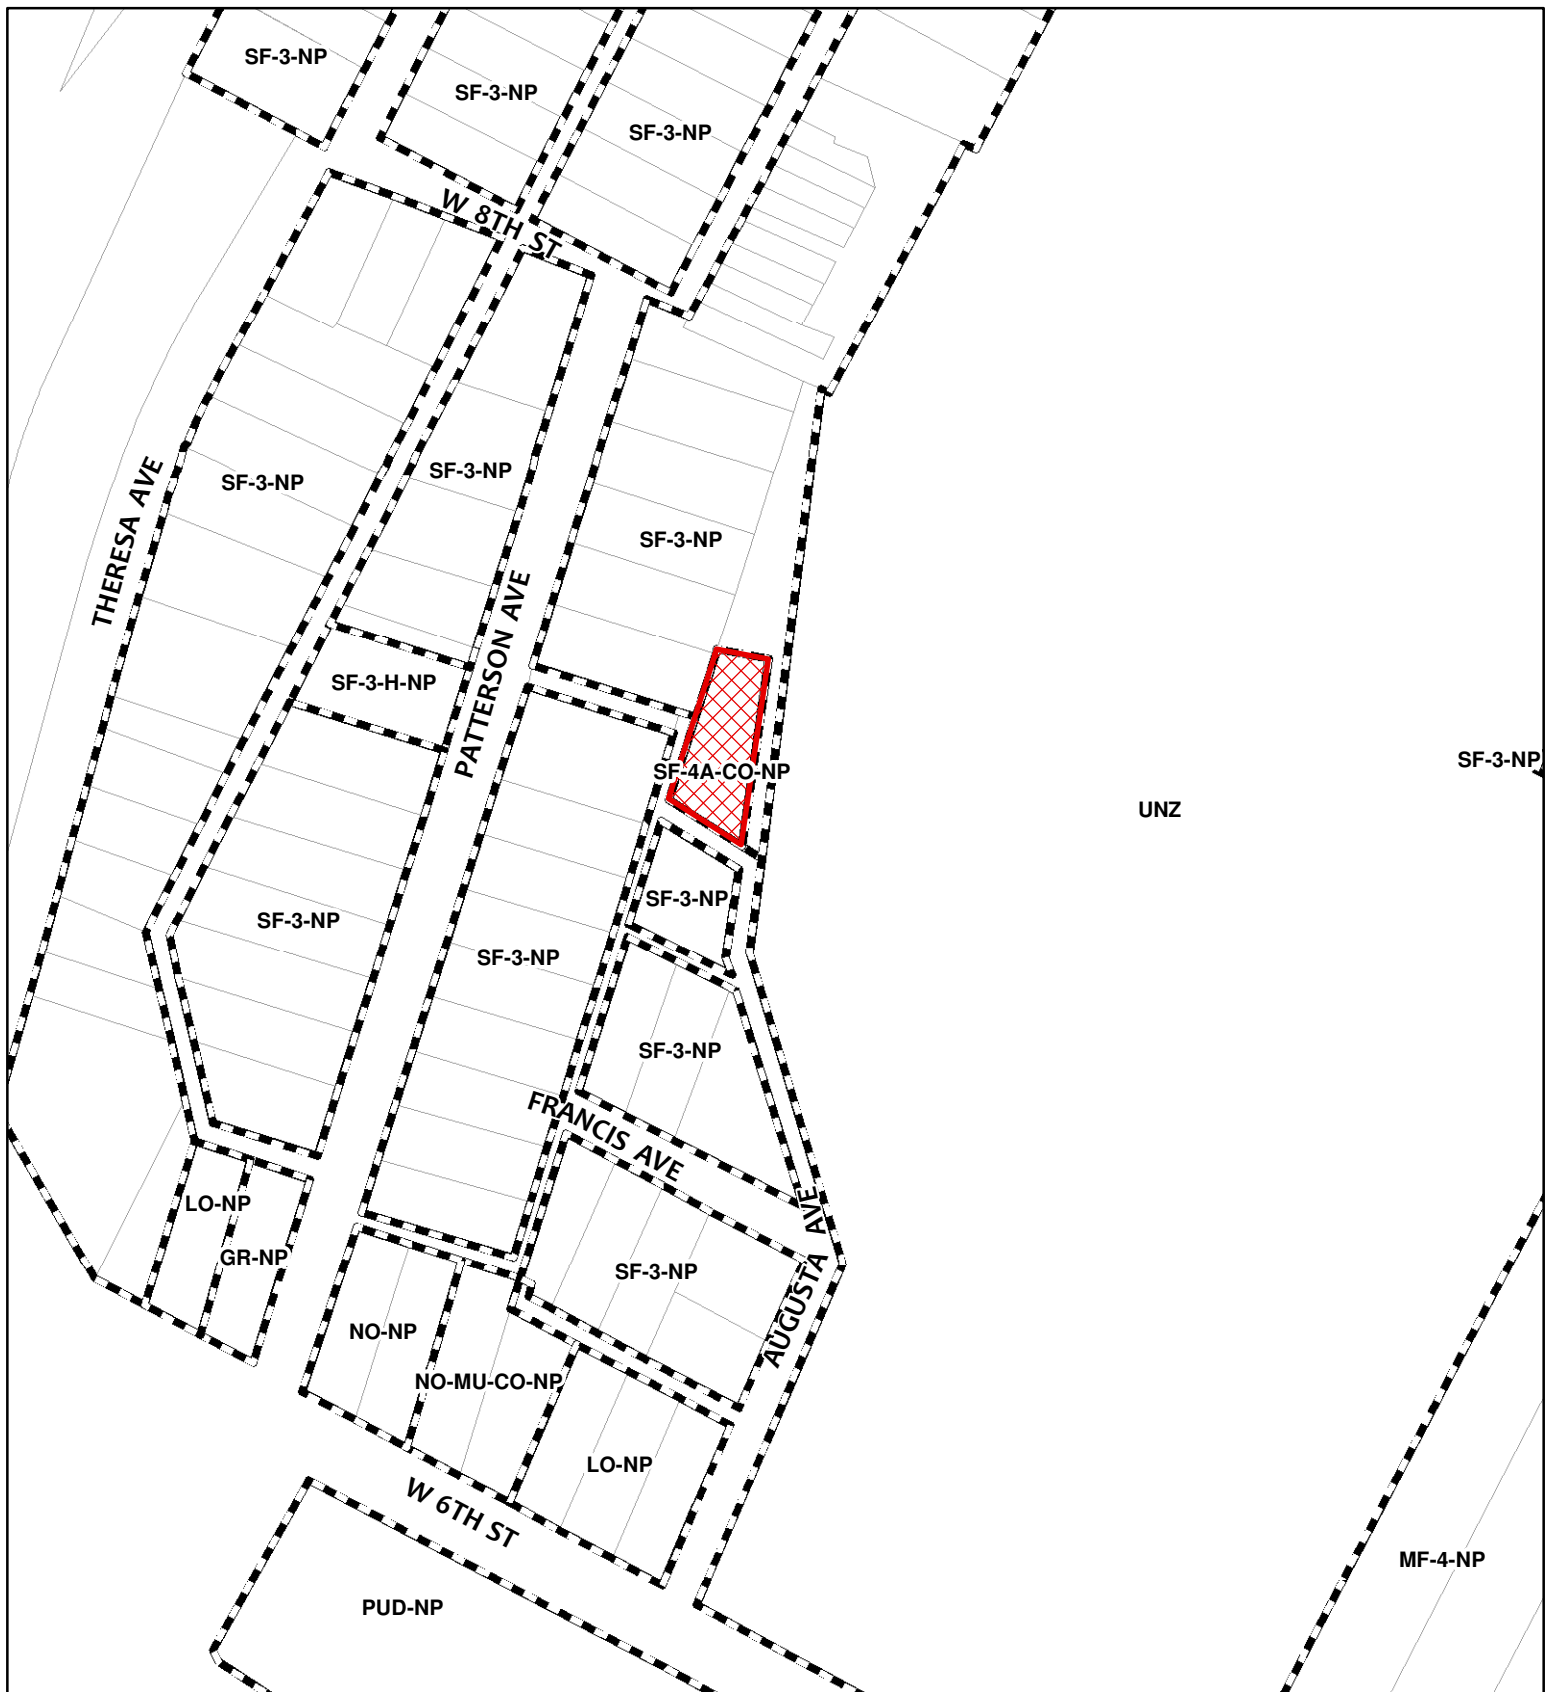 SF-3-NP
SF-3-NP
SF-3-NP
W 8TH ST
SF-3-NP
SF-3-NP
THERESA AVE
SF-3-NP
PATTERSON AVE
SF-3-H-NP
SF-4A-CO-NP
SF-3-NP
UNZ
SF-3-NP
SF-3-NP
SF-3-NP
SF-3-NP
FRANCIS AVE
LO-NP
AUGUSTA AVE
GR-NP
SF-3-NP
NO-NP
NO-MU-CO-NP
LO-NP
W 6TH ST
MF-4-NP
PUD-NP